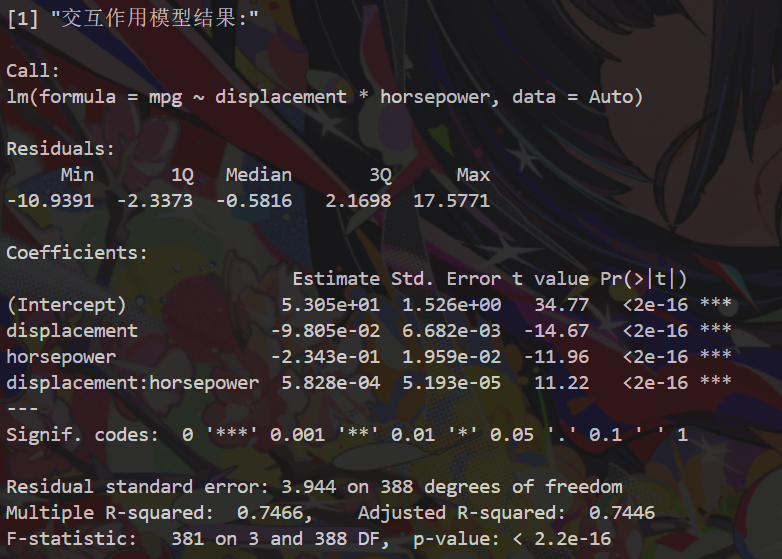 [1] "交互作用模型结果:"
Call:
lm(formula = mpg ~ displacement * horsepower, data = Auto)
Residuals:
     Min       1Q   Median       3Q      Max
-10.9391  -2.3373  -0.5816   2.1698  17.5771
Coefficients:
                          Estimate Std. Error t value Pr(>|t|)
(Intercept)              5.305e+01  1.526e+00   34.77   <2e-16 ***
displacement            -9.805e-02  6.682e-03  -14.67   <2e-16 ***
horsepower              -2.343e-01  1.959e-02  -11.96   <2e-16 ***
displacement:horsepower  5.828e-04  5.193e-05   11.22   <2e-16 ***
---
Signif. codes:  0 '***' 0.001 '**' 0.01 '*' 0.05 '.' 0.1 ' ' 1
Residual standard error: 3.944 on 388 degrees of freedom
Multiple R-squared:  0.7466,    Adjusted R-squared:  0.7446
F-statistic:   381 on 3 and 388 DF,  p-value: < 2.2e-16